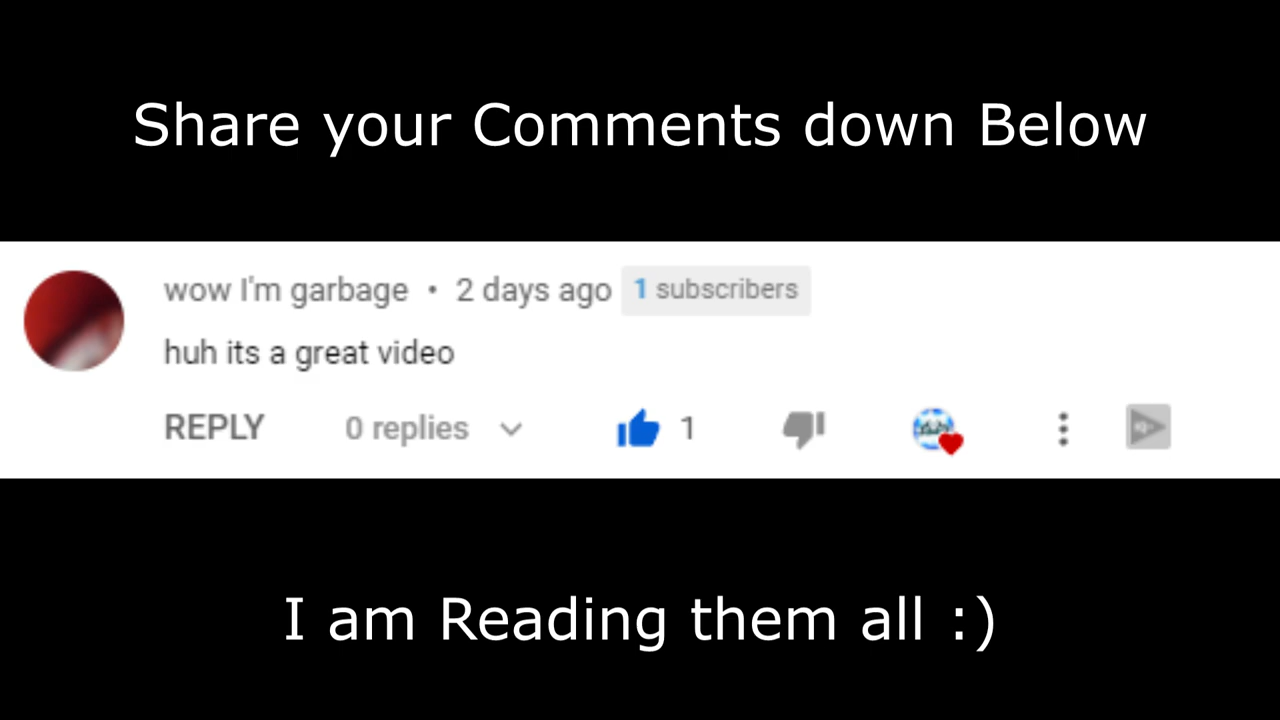 Share your Comments down Below
wow I'm garbage • 2 days ago 1 subscribers
huh its a great video
REPLY 0 replies 1
I am Reading them all :)